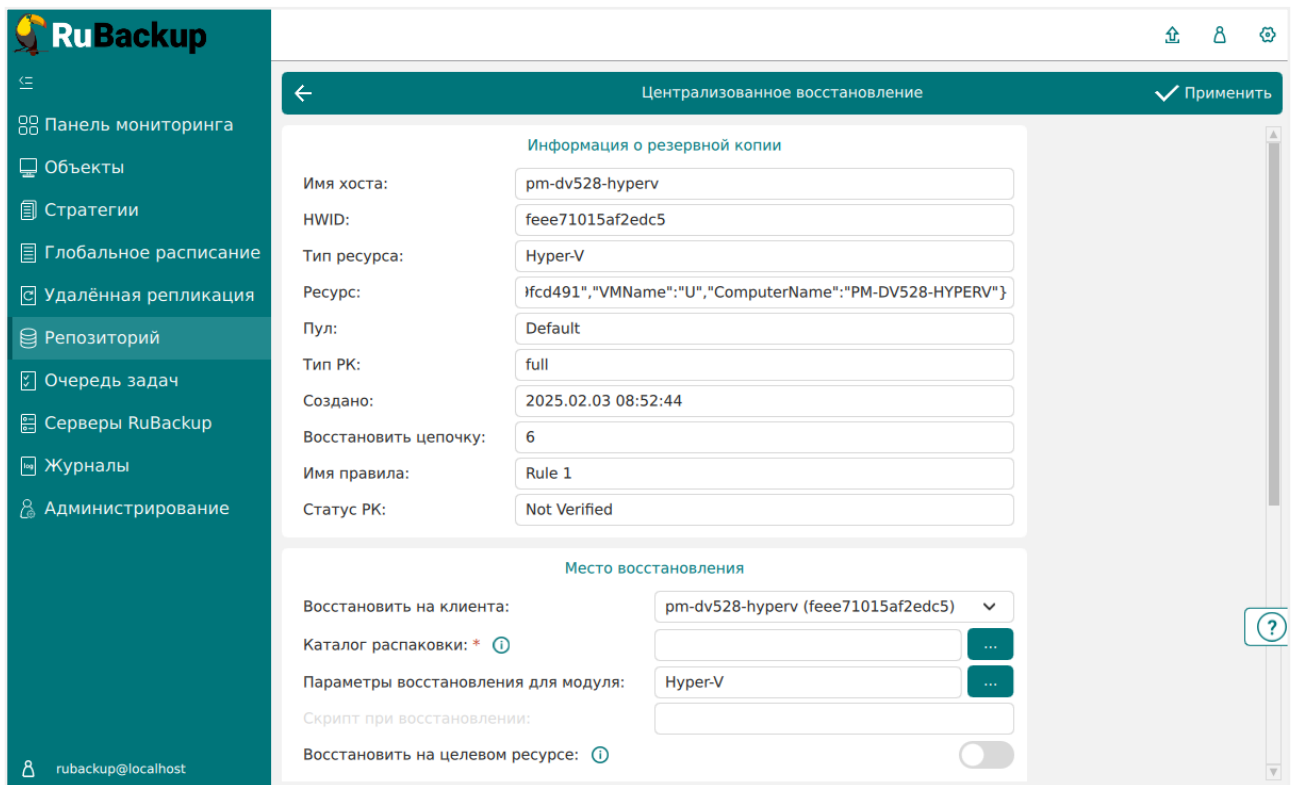 RuBackup
Централизованное восстановление
Применить
Панель мониторинга
Объекты
Стратегии
Глобальное расписание
Удалённая репликация
Репозиторий
Очередь задач
Серверы RuBackup
log Журналы
Администрирование
rubackup@localhost
Информация о резервной копии
Имя хоста: pm-dv528-hyperv
HWID: feee71015af2edc5
Тип ресурса: Hyper-V
Ресурс: fcd491","VMName":"U","ComputerName":"PM-DV528-HYPERV"}
Пул: Default
Тип РК: full
Создано: 2025.02.03 08:52:44
Восстановить цепочку: 6
Имя правила: Rule 1
Статус РК: Not Verified
Место восстановления
Восстановить на клиента: pm-dv528-hyperv (feee71015af2edc5)
Каталог распаковки: * ...
Параметры восстановления для модуля: Hyper-V ...
Скрипт при восстановлении:
Восстановить на целевом ресурсе:
?